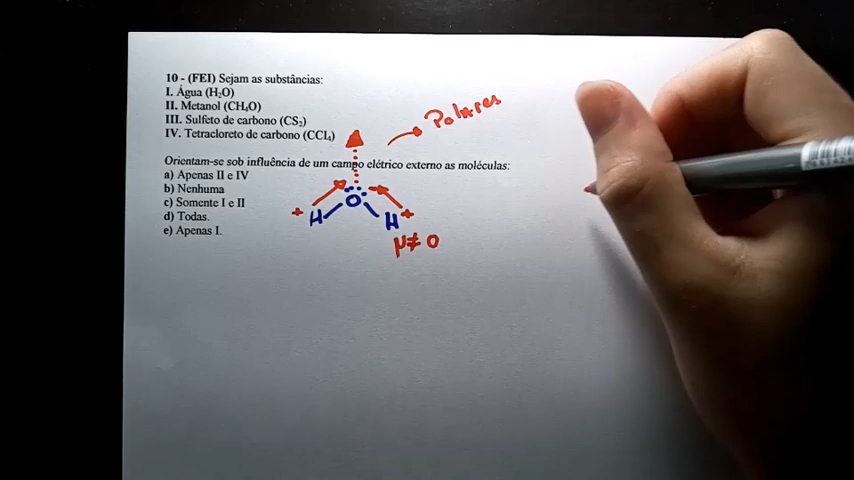 10 - (FEI) Sejam as substâncias:
I. Água (H₂O)
II. Metanol (CH₄O)
III. Sulfeto de carbono (CS₂)
IV. Tetracloreto de carbono (CCL₄)
Polares
Orientam-se sob influência de um campo elétrico externo as moléculas:
a) Apenas II e IV
b) Nenhuma
c) Somente I e II
d) Todas.
e) Apenas I.
O
+ H H +
μ≠0